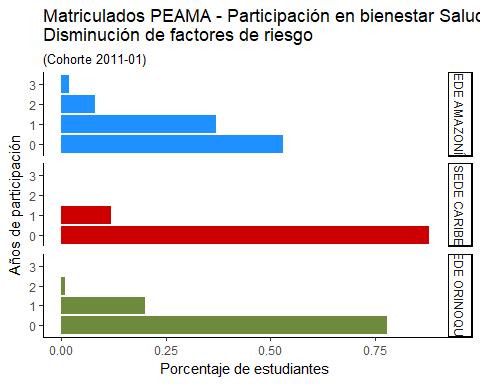 Matriculados PEAMA - Participación en bienestar Salud
Disminución de factores de riesgo
(Cohorte 2011-01)
Años de participación
3
2
1
0
EDE AMAZONÍ
3
2
1
0
SEDE CARIBE
3
2
1
0
EDE ORINOQU
0.00 0.25 0.50 0.75
Porcentaje de estudiantes